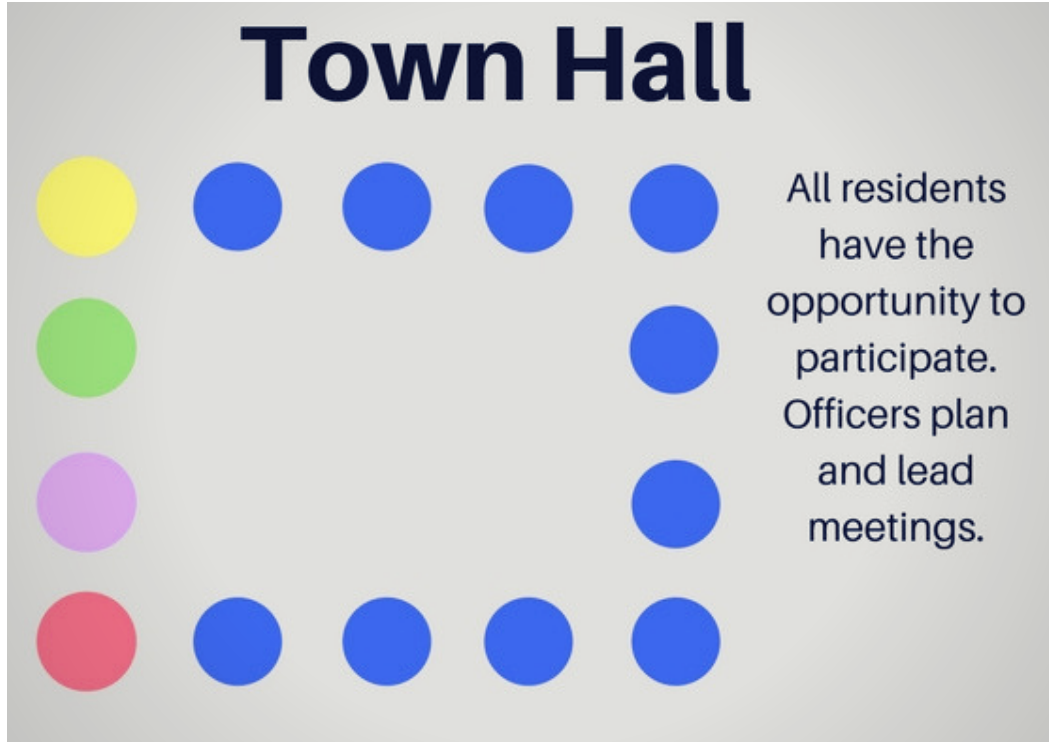 Town Hall
All residents
have the
opportunity to
participate.
Officers plan
and lead
meetings.